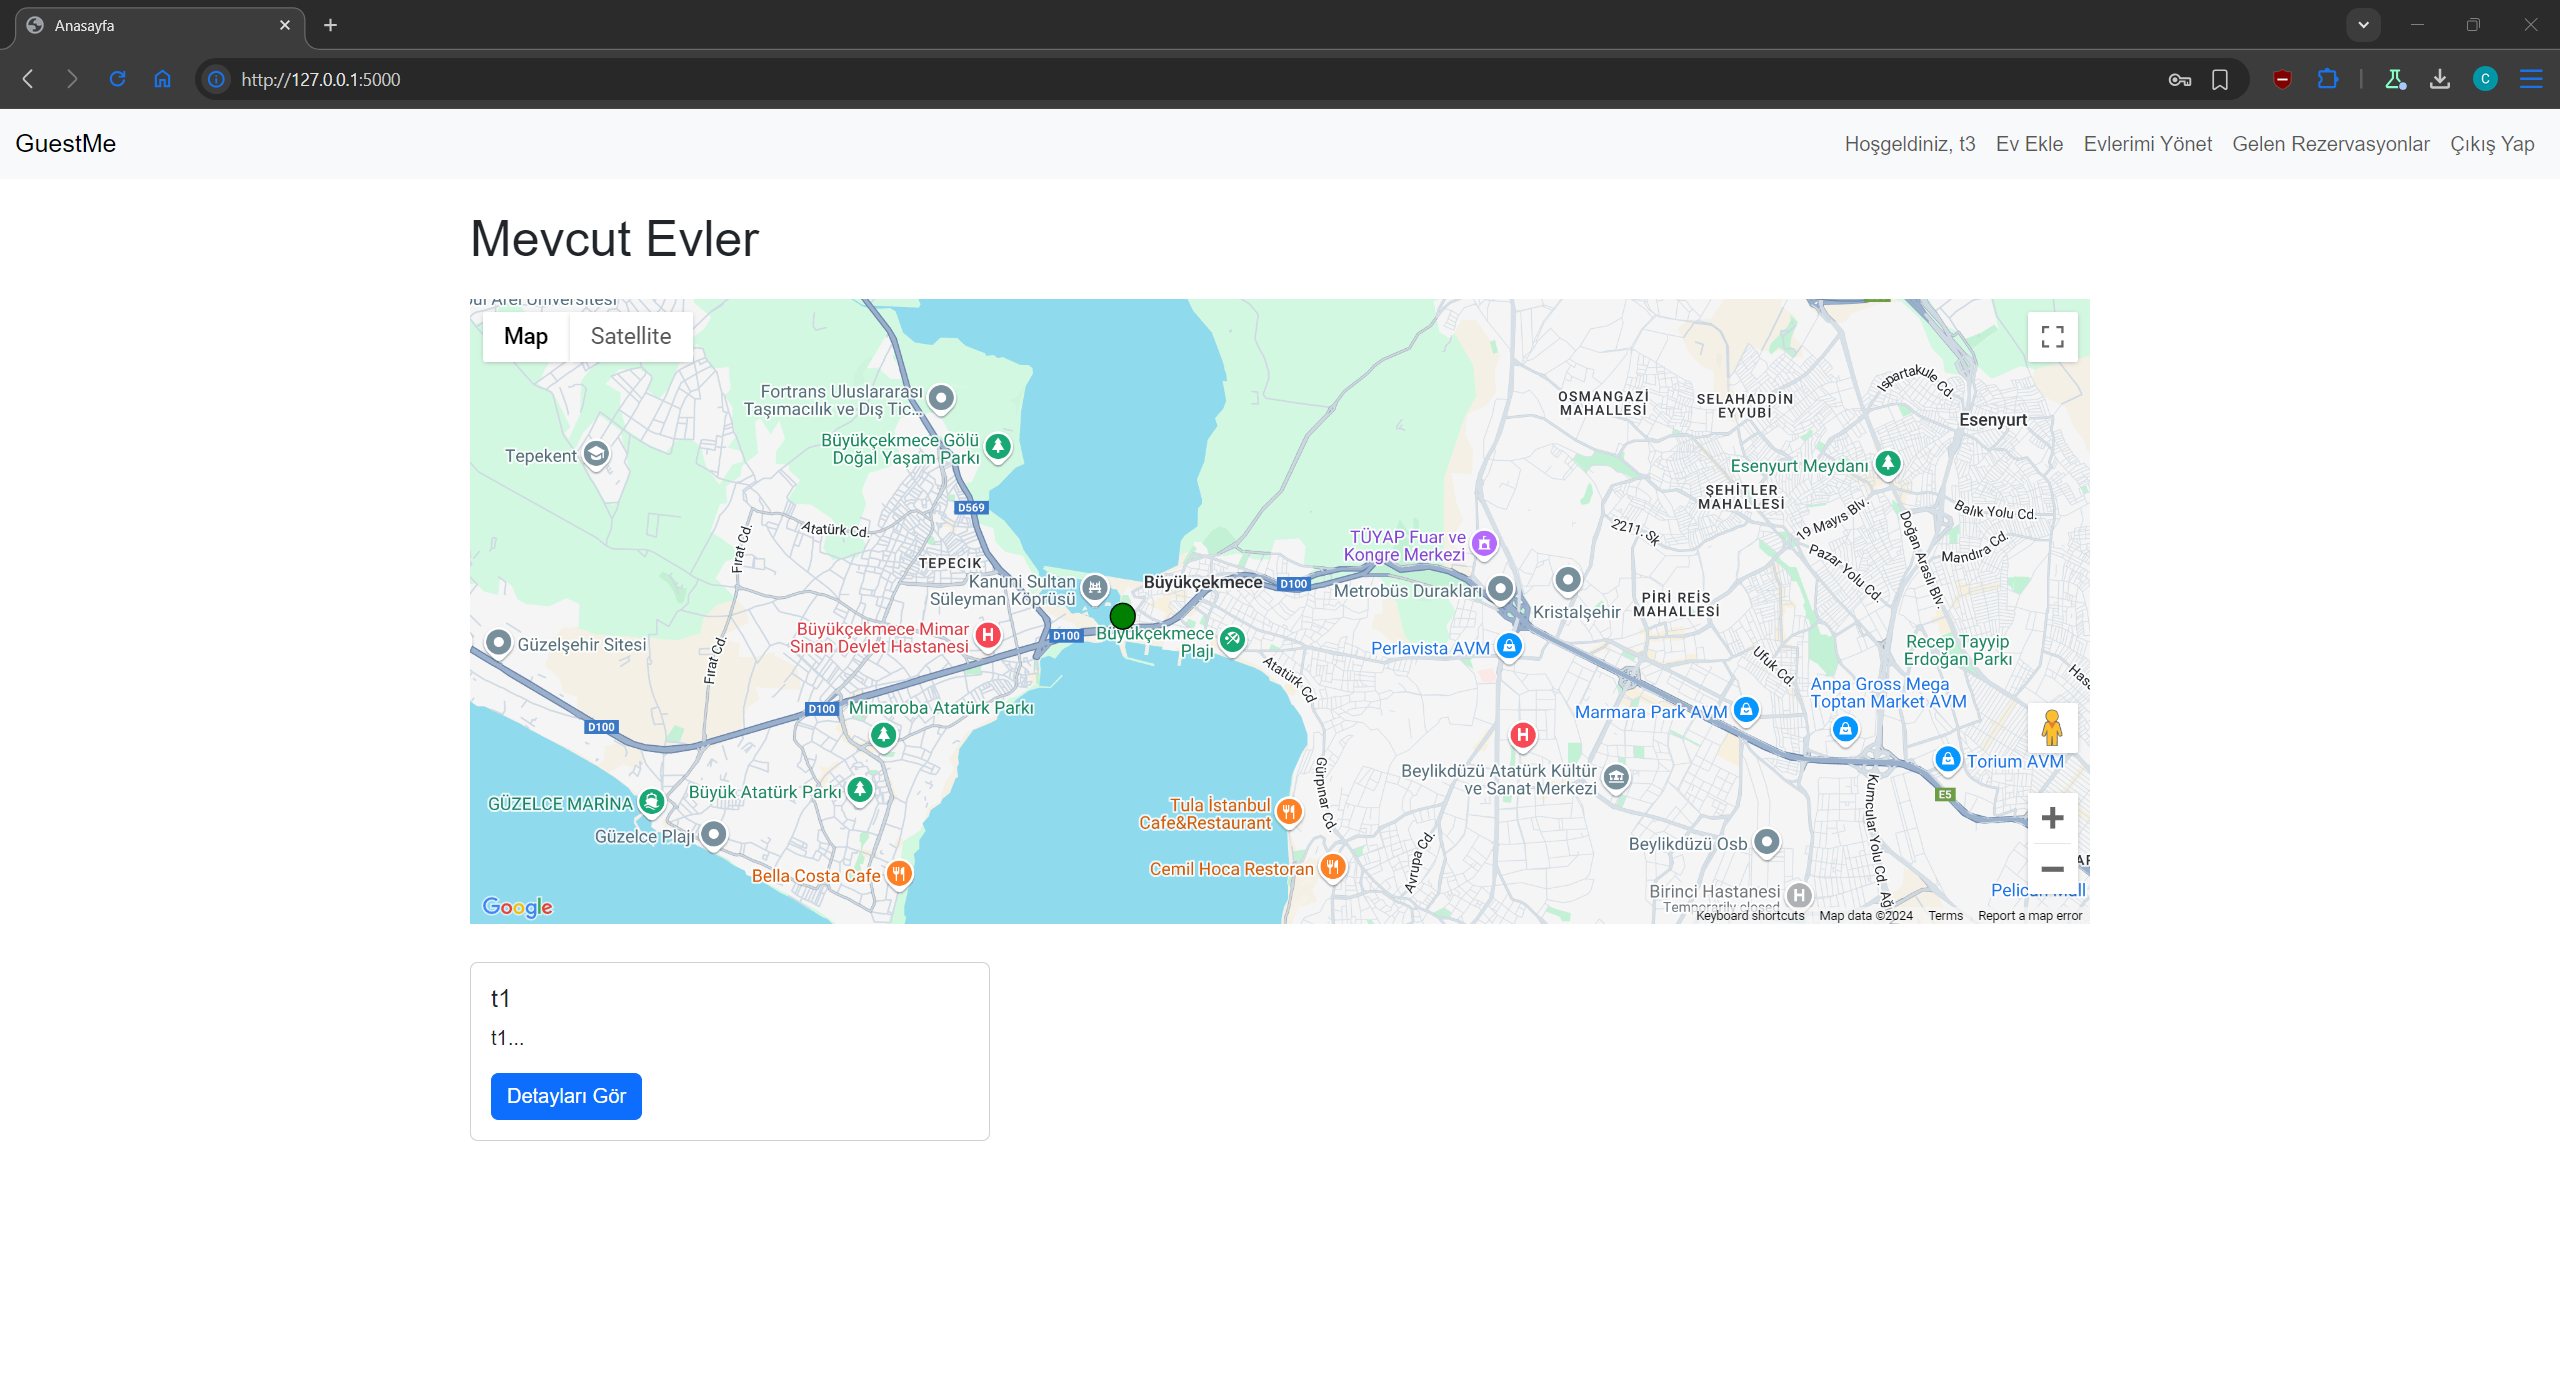 Anasayfa
http://127.0.0.1:5000
C
GuestMe
Hoşgeldiniz, t3 Ev Ekle Evlerimi Yönet Gelen Rezervasyonlar Çıkış Yap
Mevcut Evler
Map Satellite
Ispartakule Cd.
Fortrans Uluslararası
Taşımacılık ve Dış Tic...
OSMANGAZİ
MAHALLESİ
SELAHADDİN
EYYUBİ
Esenyurt
Büyükçekmece Gölü
Doğal Yaşam Parkı
Tepekent
Esenyurt Meydanı
ŞEHİTLER
MAHALLESİ
D569
Atatürk Cd.
Fırat Cd.
2211. Sk
19 Mayıs Blv.
Balık Yolu Cd.
Doğan Araslı Blv.
Mandıra Cd.
Pazar Yolu Cd.
TÜYAP Fuar ve
Kongre Merkezi
TEPECIK
Kanuni Sultan
Süleyman Köprüsü
Büyükçekmece
D100
Metrobüs Durakları
Kristalşehir
PİRİ REİS
MAHALLESİ
Büyükçekmece Mimar
Sinan Devlet Hastanesi
H
D100
Büyükçekmece
Plajı
Güzelşehir Sitesi
Fırat Cd.
Perlavista AVM
Recep Tayyip
Erdoğan Parkı
Atatürk Cd
Ufuk Cd.
Anpa Gross Mega
Toptan Market AVM
D100
Mimaroba Atatürk Parkı
D100
Marmara Park AVM
H
Torium AVM
Beylikdüzü Atatürk Kültür
ve Sanat Merkezi
Gürpınar Cd.
Kumcular Yolu Cd.
E5
GÜZELCE MARİNA
Büyük Atatürk Parkı
Tula İstanbul
Cafe&Restaurant
Güzelce Plajı
Avrupa Cd.
Beylikdüzü Osb
Bella Costa Cafe
Cemil Hoca Restoran
Birinci Hastanesi
Temporarily closed
H
Google
Keyboard shortcuts Map data ©2024 Terms Report a map error
t1
t1...
Detayları Gör